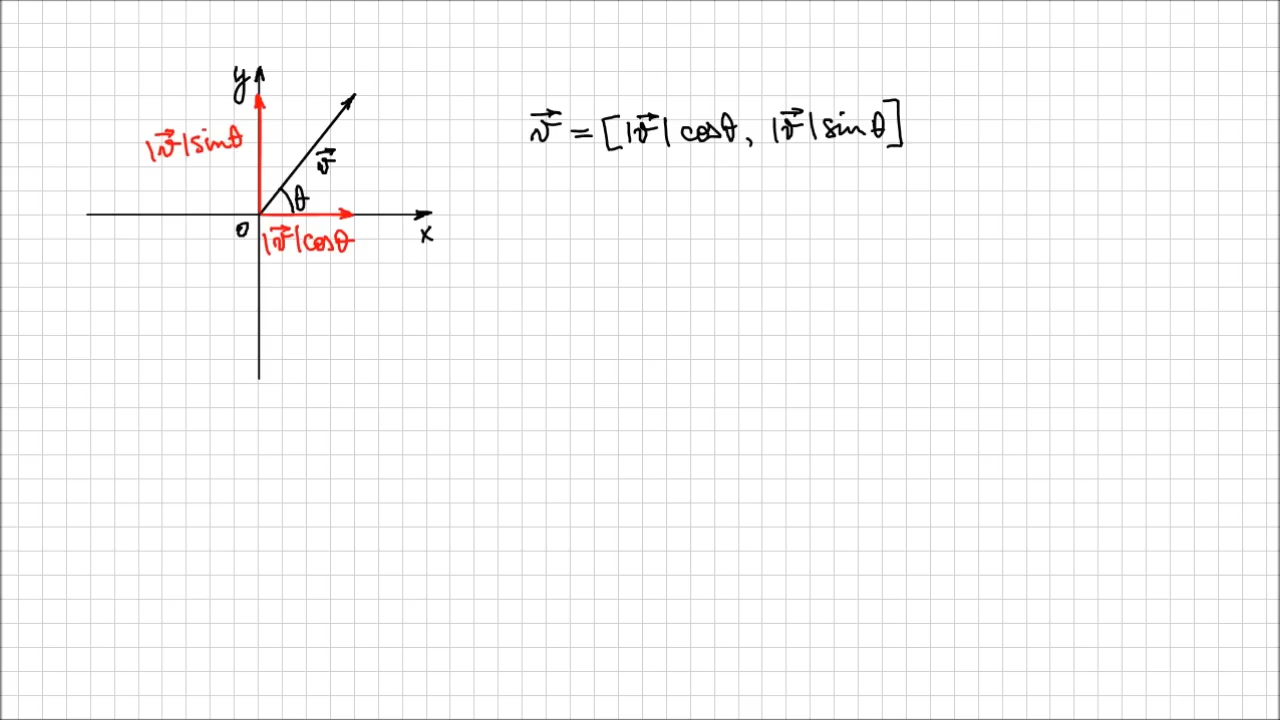 y
|v⃗|sinθ
v⃗
θ
O
|v⃗|cosθ
x
v⃗ = [|v⃗| cosθ, |v⃗| sinθ]